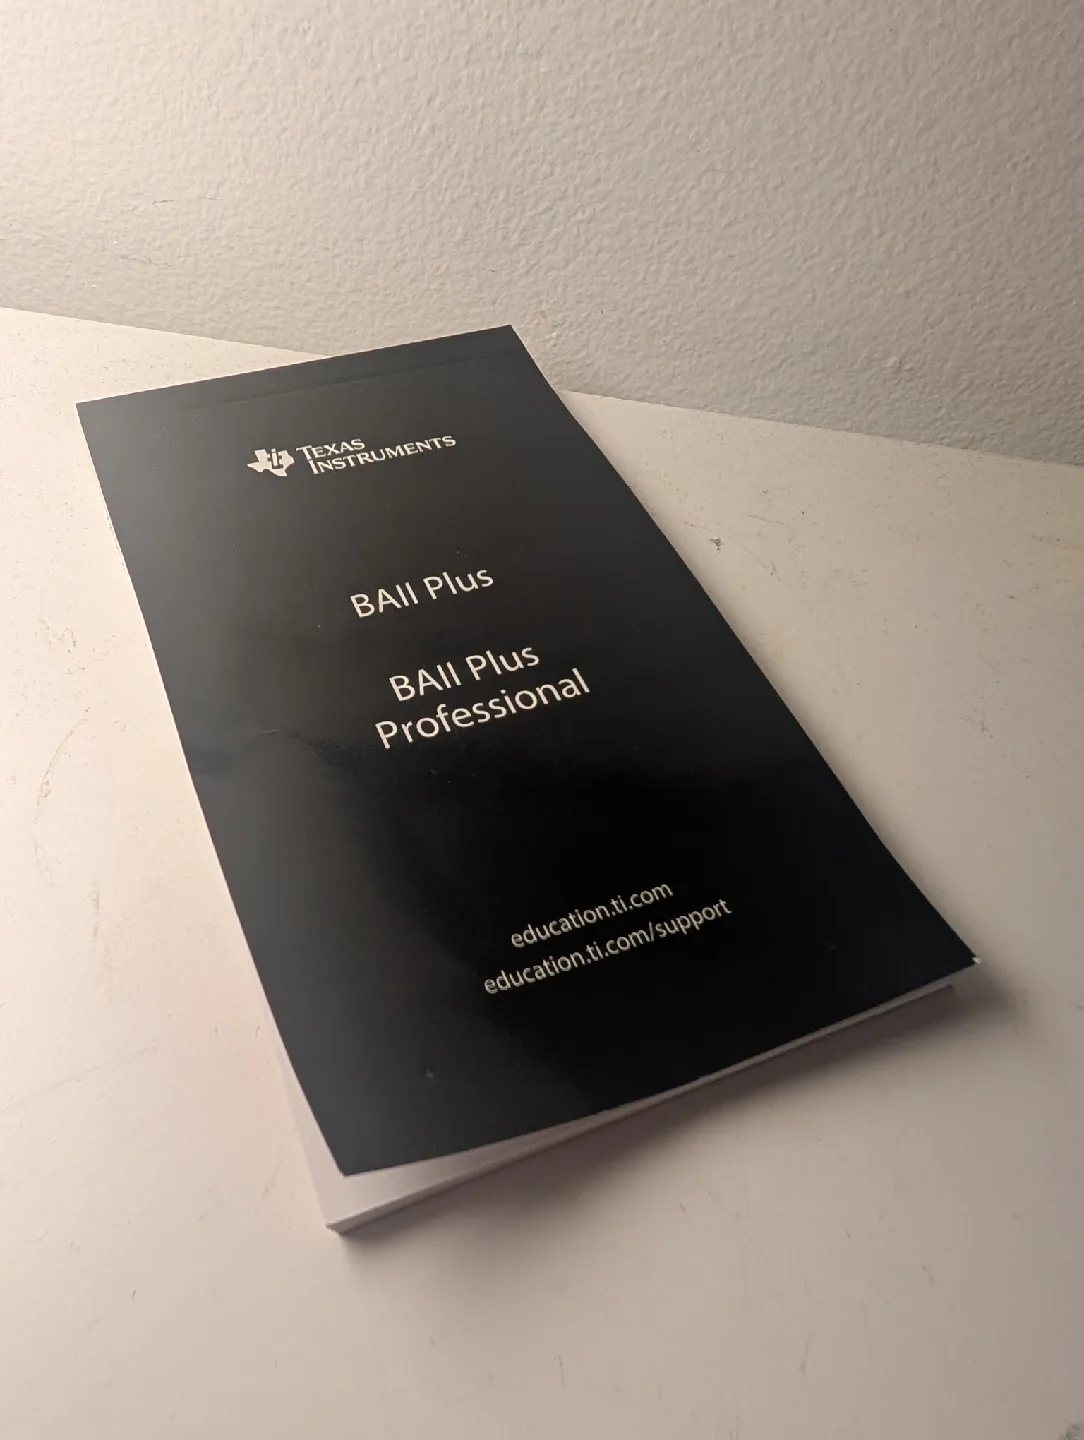 TEXAS
INSTRUMENTS
BAII Plus
BAII Plus
Professional
education.ti.com
education.ti.com/support